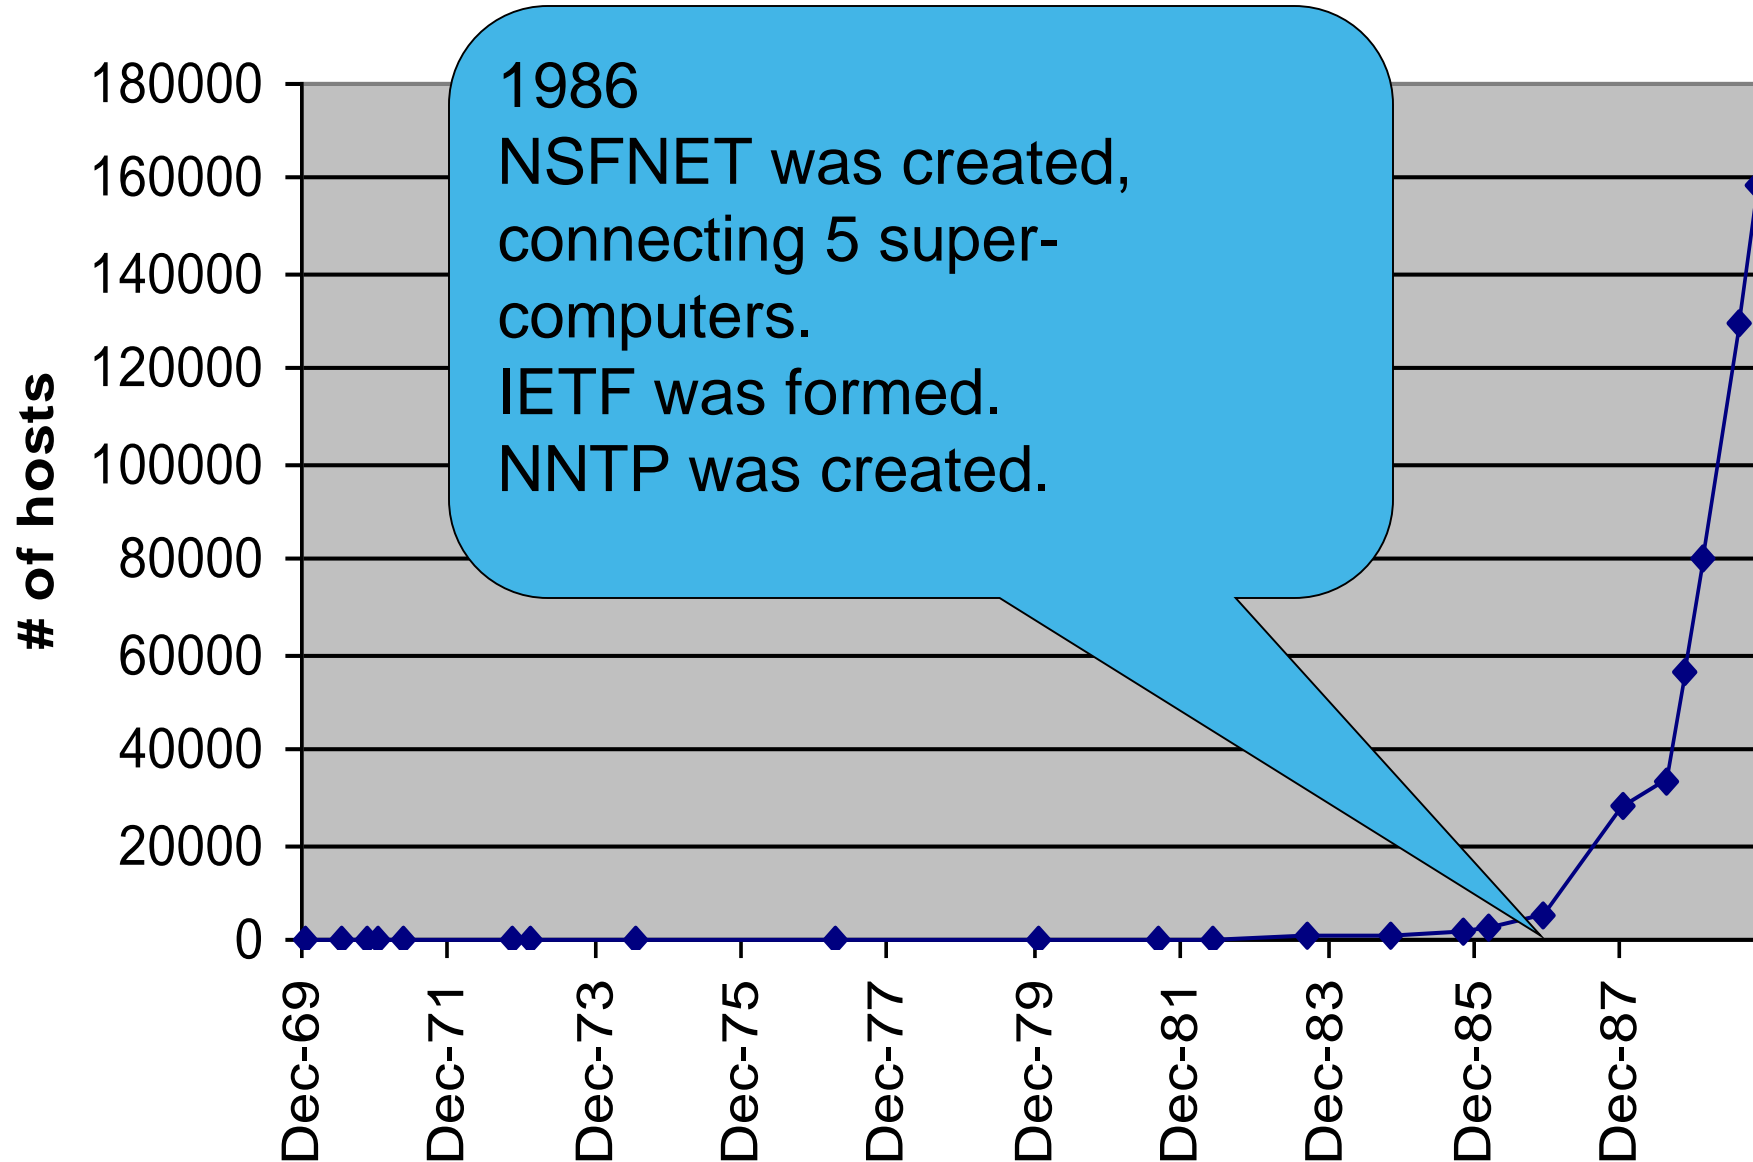 1986
NSFNET was created,
connecting 5 super-
computers.
IETF was formed.
NNTP was created.
# of hosts
180000
160000
140000
120000
100000
80000
60000
40000
20000
0
Dec-69
Dec-71
Dec-73
Dec-75
Dec-77
Dec-79
Dec-81
Dec-83
Dec-85
Dec-87